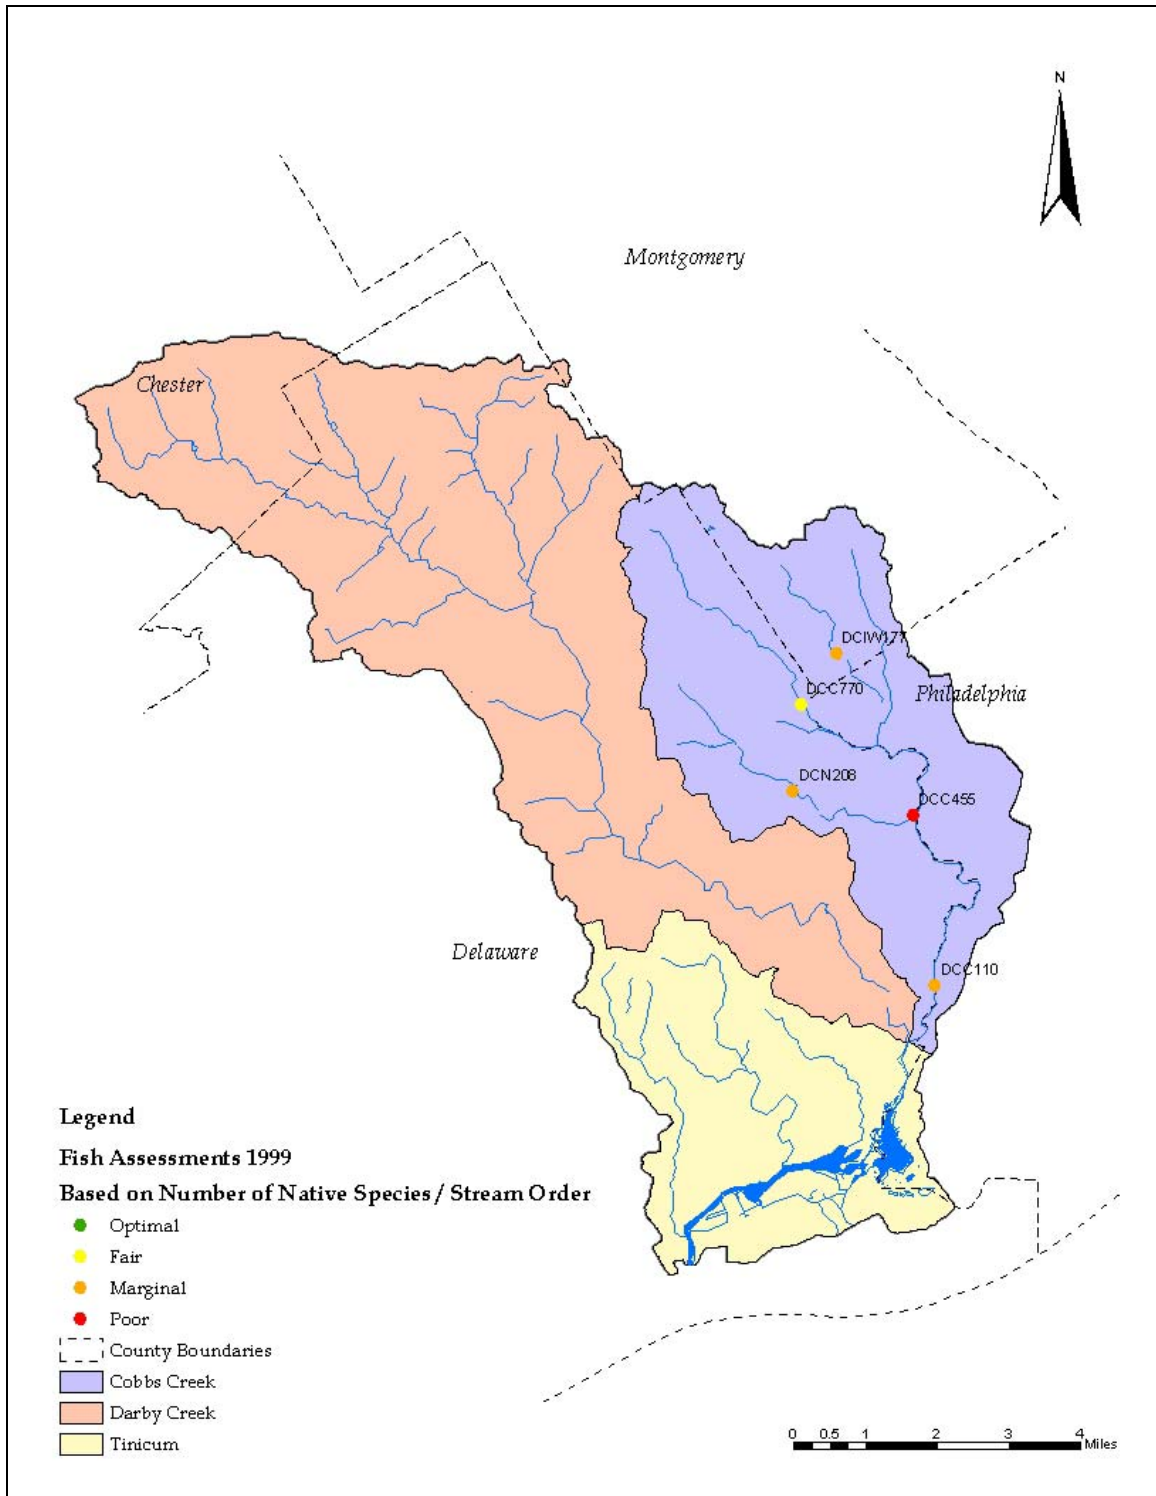 N
Montgomery
Chester
DCIW177
DCC770
Philadelphia
DCN208
DCC455
Delaware
DCC110
Legend
Fish Assessments 1999
Based on Number of Native Species / Stream Order
Optimal
Fair
Marginal
Poor
County Boundaries
Cobbs Creek
Darby Creek
Tinicum
0 0.5 1 2 3 4
Miles